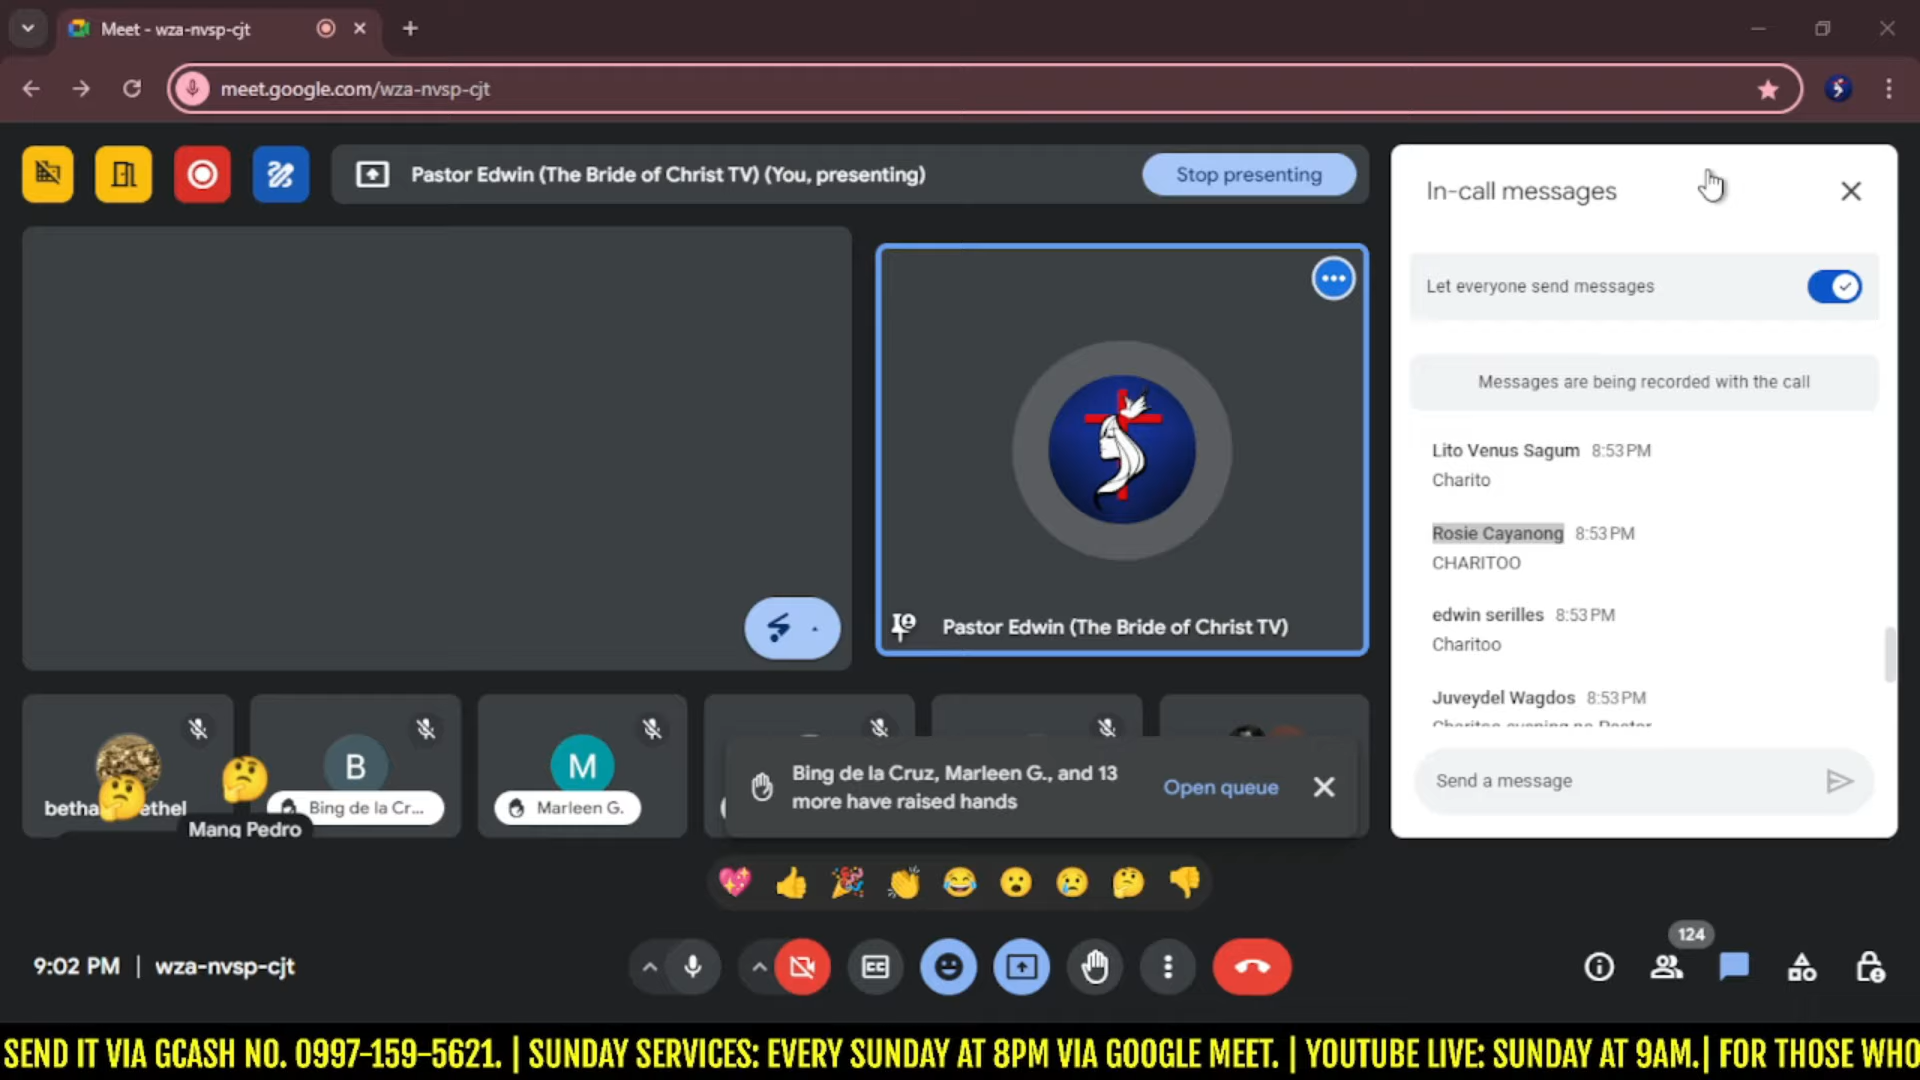 Meet - wza-nvsp-cjt
meet.google.com/wza-nvsp-cjt
Pastor Edwin (The Bride of Christ TV) (You, presenting)
Stop presenting
In-call messages
Let everyone send messages
Messages are being recorded with the call
Lito Venus Sagum 8:53 PM
Charito
Rosie Cayanong 8:53 PM
CHARITOO
edwin serilles 8:53 PM
Charitoo
Juveydel Wagdos 8:53 PM
Send a message
Pastor Edwin (The Bride of Christ TV)
B
M
Bing de la Cr...
Marleen G.
Mang Pedro
Bing de la Cruz, Marleen G., and 13
more have raised hands
Open queue
9:02 PM | wza-nvsp-cjt
CC
124
SEND IT VIA GCASH NO. 0997-159-5621. | SUNDAY SERVICES: EVERY SUNDAY AT 8PM VIA GOOGLE MEET. | YOUTUBE LIVE: SUNDAY AT 9AM.| FOR THOSE WHO